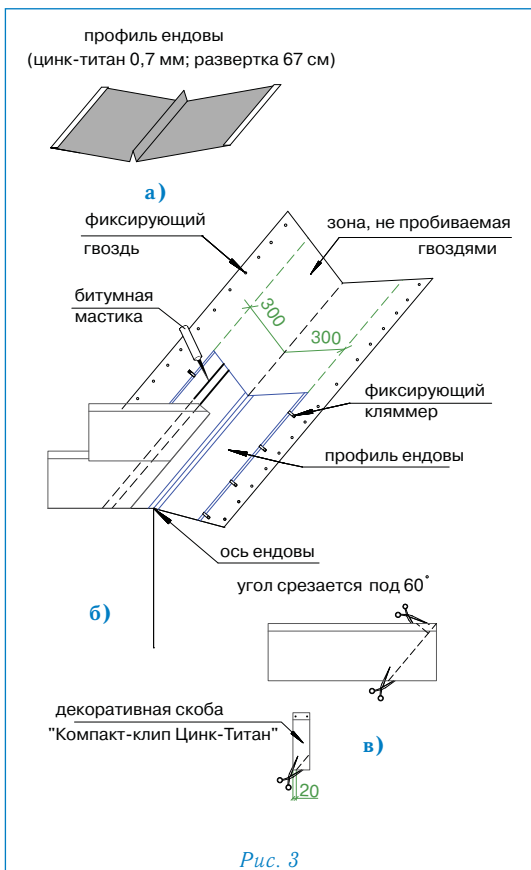 профиль ендовы
(цинк-титан 0,7 мм; развертка 67 см)
а)
фиксирующий
гвоздь
зона, не пробиваемая
гвоздями
битумная
мастика
300
300
фиксирующий
кляммер
профиль ендовы
ось ендовы
угол срезается под 60°
б)
декоративная скоба
"Компакт-клип Цинк-Титан"
в)
20
Рис. 3